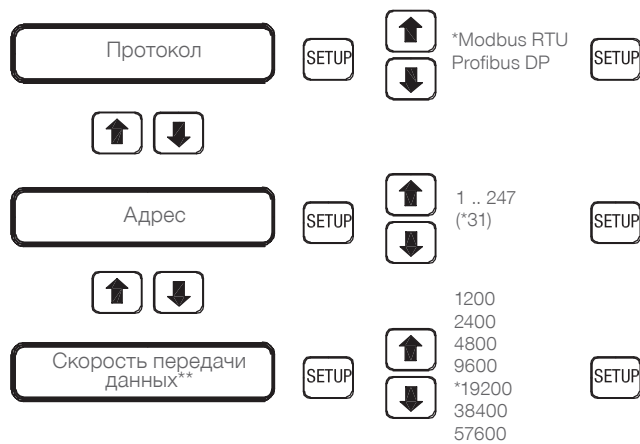 Протокол
SETUP
*Modbus RTU
Profibus DP
SETUP
Адрес
SETUP
1 .. 247
(*31)
SETUP
Скорость передачи
данных**
SETUP
1200
2400
4800
9600
*19200
38400
57600
SETUP